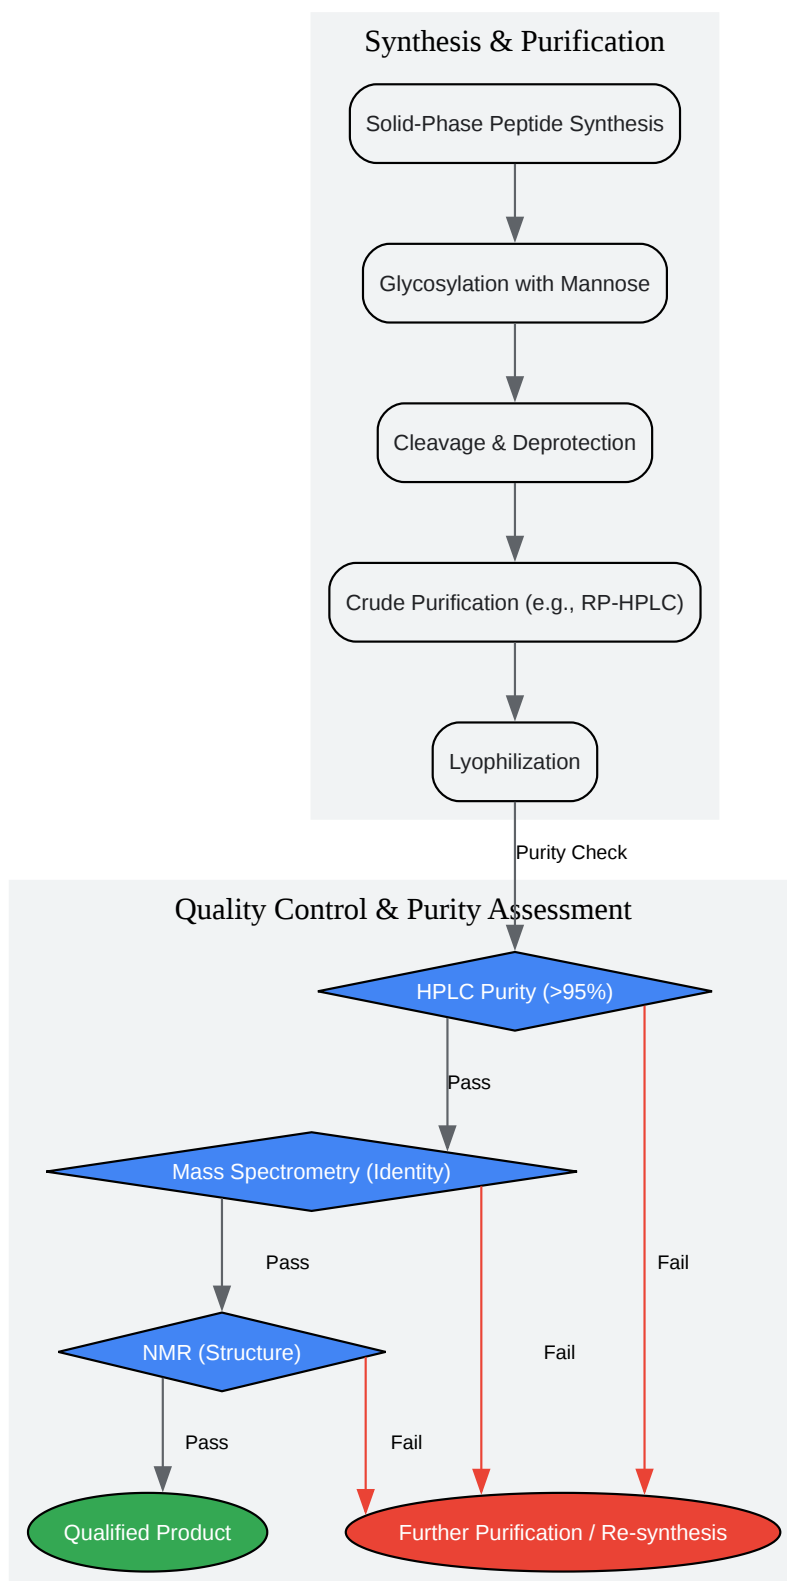 Synthesis & Purification
Solid-Phase Peptide Synthesis
Glycosylation with Mannose
Cleavage & Deprotection
Crude Purification (e.g., RP-HPLC)
Lyophilization
Purity Check
Quality Control & Purity Assessment
HPLC Purity (>95%)
Pass
Mass Spectrometry (Identity)
Pass
Fail
NMR (Structure)
Fail
Pass
Fail
Qualified Product
Further Purification / Re-synthesis